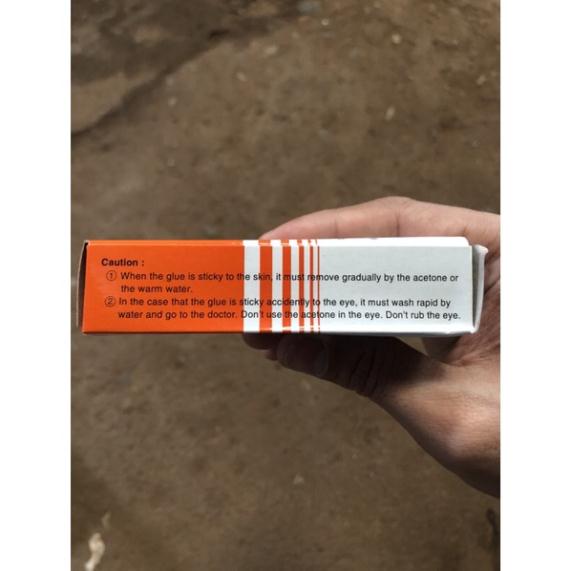 Caution :
① When the glue is sticky to the skin, it must remove gradually by the acetone or
the warm water.
② In the case that the glue is sticky accidently to the eye, it must wash rapid by
water and go to the doctor. Don't use the acetone in the eye. Don't rub the eye.